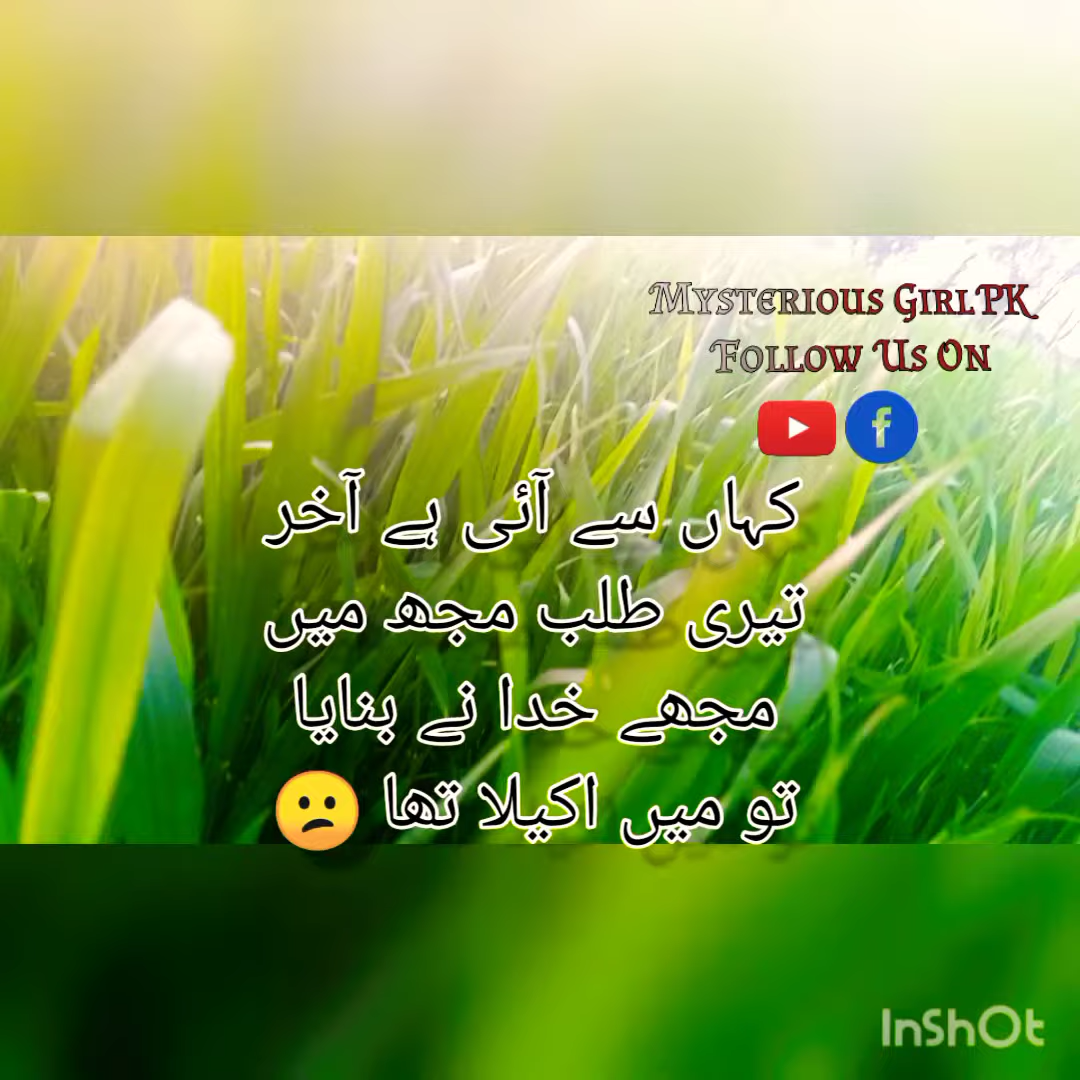 Mysterious Girl PK
Follow Us On
کہاں سے آئی ہے آخر
تیری طلب مجھ میں
مجھے خدا نے بنایا
تو میں اکیلا تھا 😕
InShOt